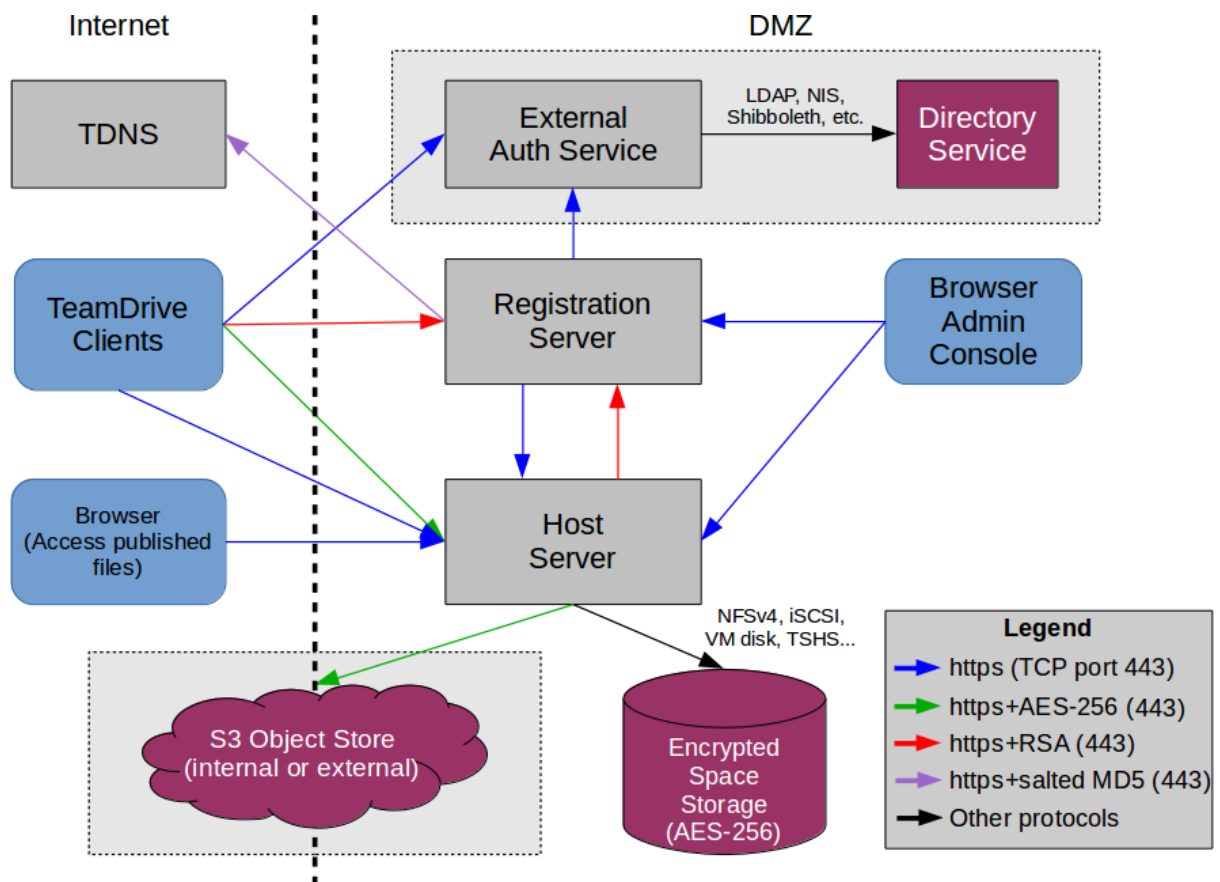 Internet
DMZ
TDNS
External
Auth Service
LDAP, NIS,
Shibboleth, etc.
Directory
Service
TeamDrive
Clients
Registration
Server
Browser
Admin
Console
Browser
(Access published
files)
Host
Server
NFSv4, iSCSI,
VM disk, TSHS...
S3 Object Store
(internal or external)
Encrypted
Space
Storage
(AES-256)
Legend
https (TCP port 443)
https+AES-256 (443)
https+RSA (443)
https+salted MD5 (443)
Other protocols